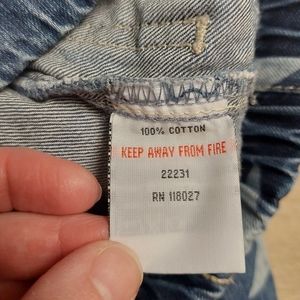 100% COTTON
KEEP AWAY FROM FIRE
22231
RN 118027